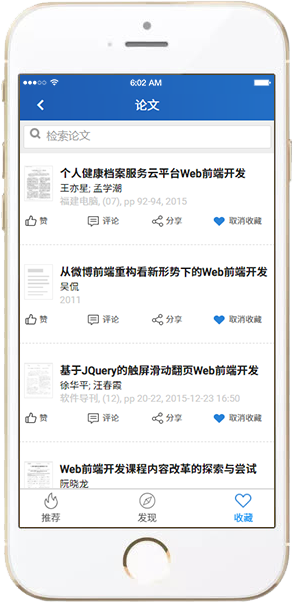 6:02 AM
论文
检索论文
个人健康档案服务云平台Web前端开发
王亦星; 孟学潮
福建电脑, (07), pp 92-94, 2015
赞 评论 分享 取消收藏
从微博前端重构看新形势下的Web前端开发
吴侃
2011
赞 评论 分享 取消收藏
基于JQuery的触屏滑动翻页Web前端开发
徐华平; 汪春霞
软件导刊, (12), pp 20-22, 2015-12-23 16:50
赞 评论 分享 取消收藏
Web前端开发课程内容改革的探索与尝试
阮晓龙
推荐 发现 收藏